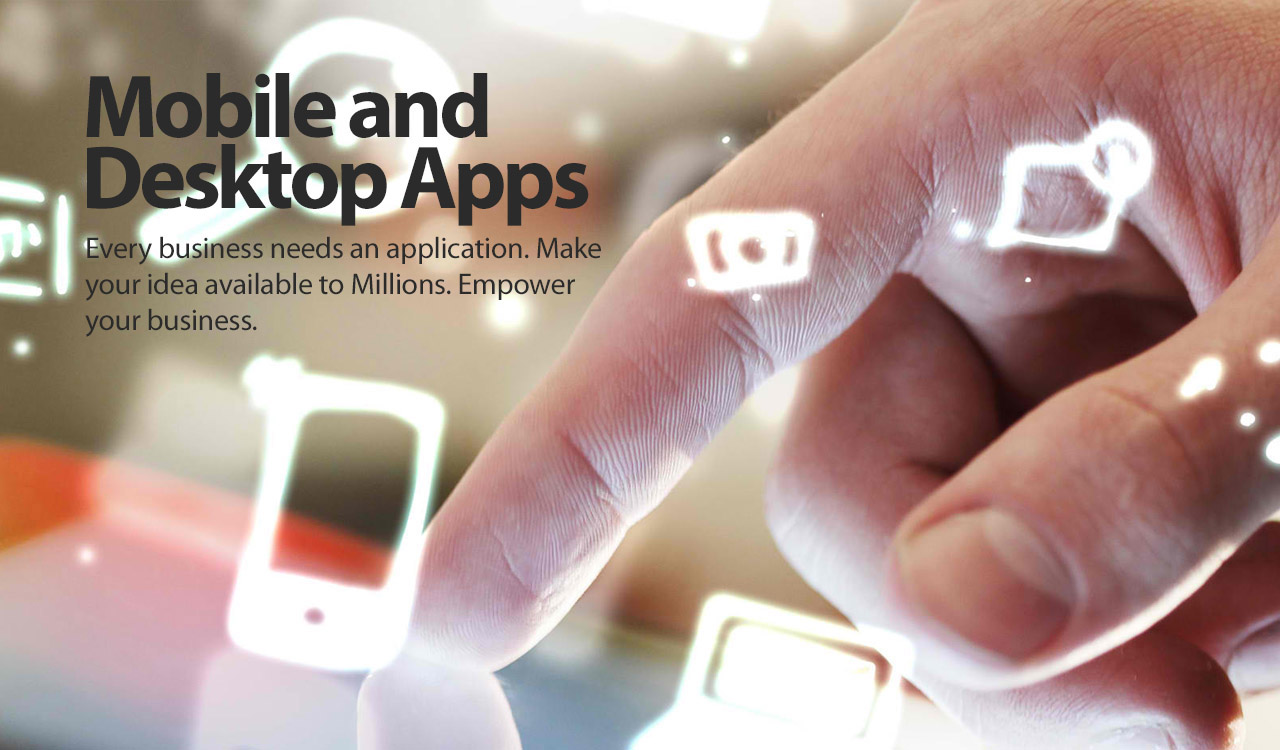 Mobile and
Desktop Apps
Every business needs an application. Make
your idea available to Millions. Empower
your business.